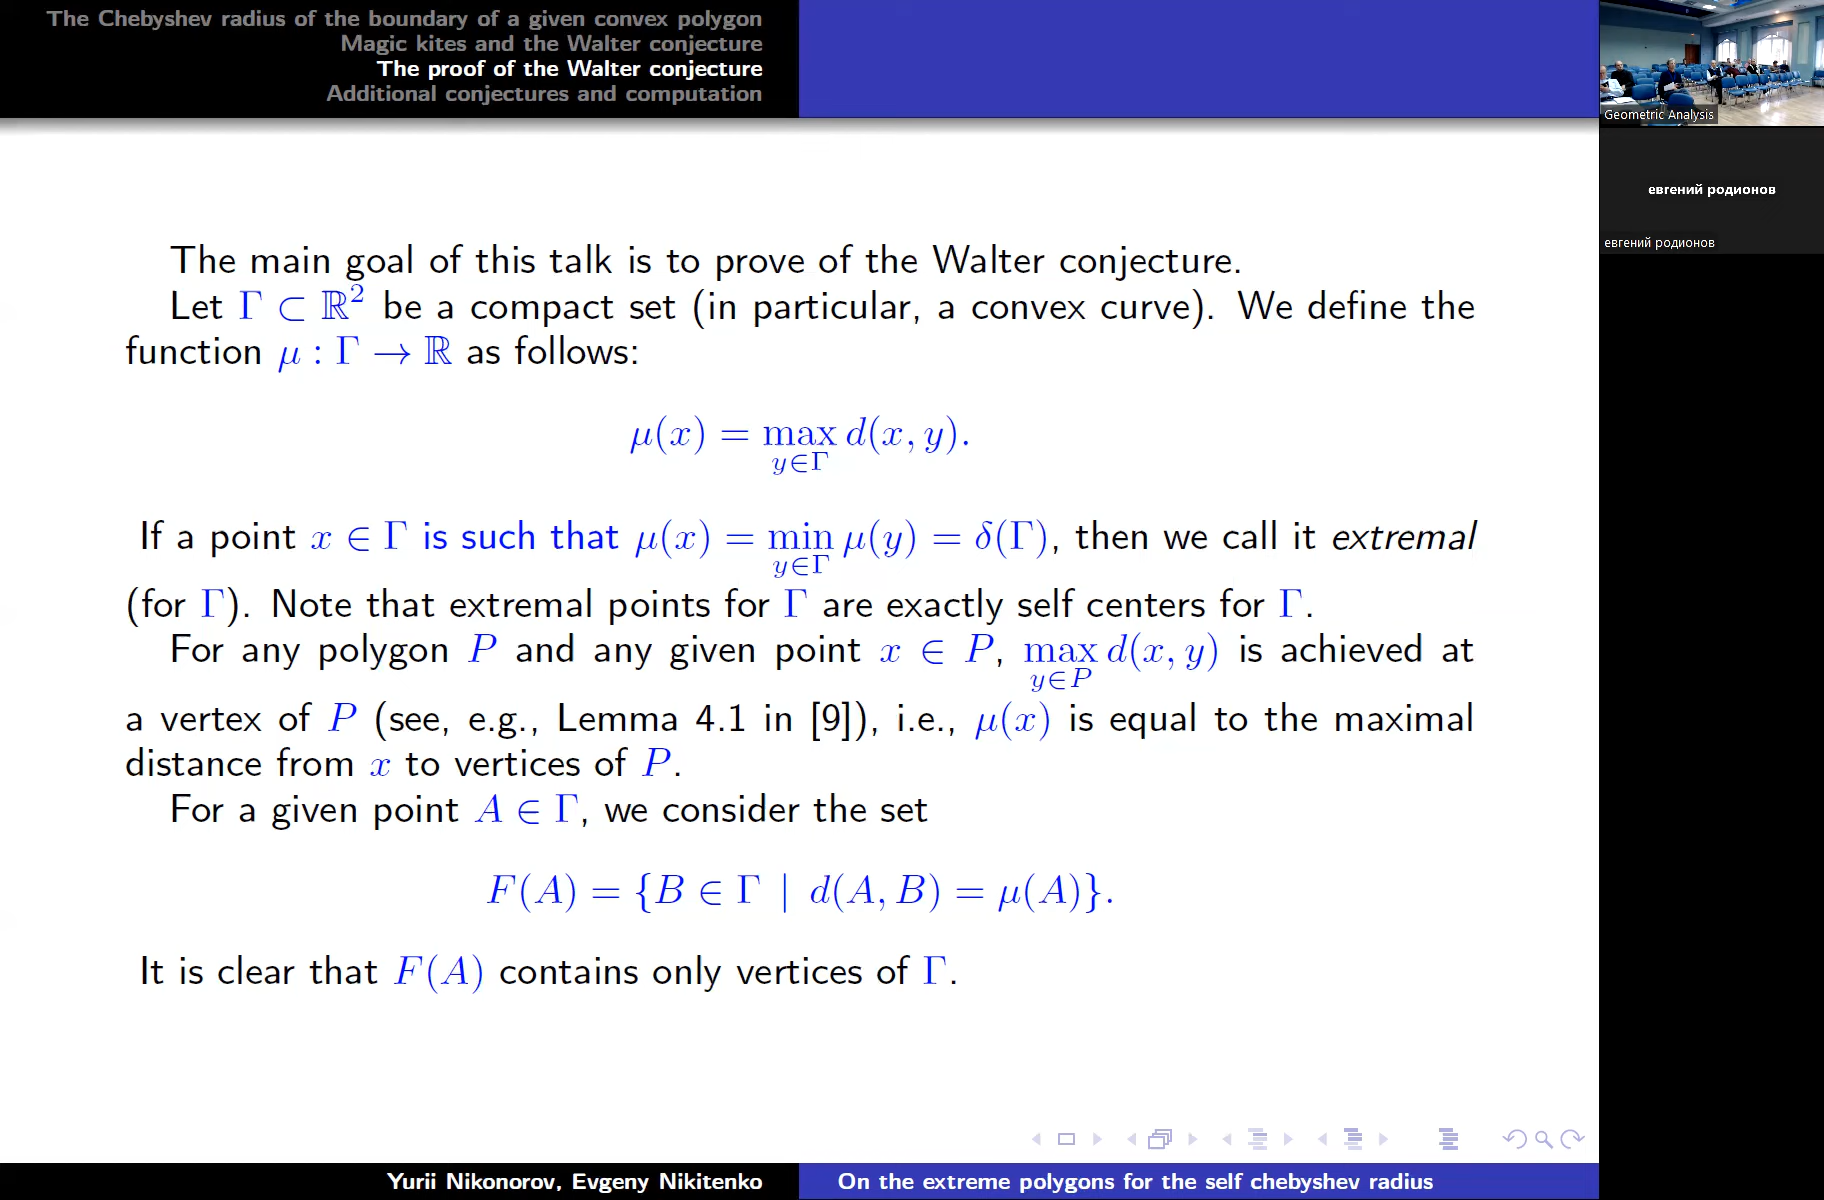 The Chebyshev radius of the boundary of a given convex polygon
Magic kites and the Walter conjecture
The proof of the Walter conjecture
Additional conjectures and computation
Geometric Analysis
евгений родионов
евгений родионов
The main goal of this talk is to prove of the Walter conjecture.
Let Γ ⊂ ℝ² be a compact set (in particular, a convex curve). We define the
function μ : Γ → ℝ as follows:
μ(x) = max_{y∈Γ} d(x, y).
If a point x ∈ Γ is such that μ(x) = min_{y∈Γ} μ(y) = δ(Γ), then we call it extremal
(for Γ). Note that extremal points for Γ are exactly self centers for Γ.
For any polygon P and any given point x ∈ P, max_{y∈P} d(x, y) is achieved at
a vertex of P (see, e.g., Lemma 4.1 in [9]), i.e., μ(x) is equal to the maximal
distance from x to vertices of P.
For a given point A ∈ Γ, we consider the set
F(A) = {B ∈ Γ | d(A, B) = μ(A)}.
It is clear that F(A) contains only vertices of Γ.
Yurii Nikonorov, Evgeny Nikitenko
On the extreme polygons for the self chebyshev radius